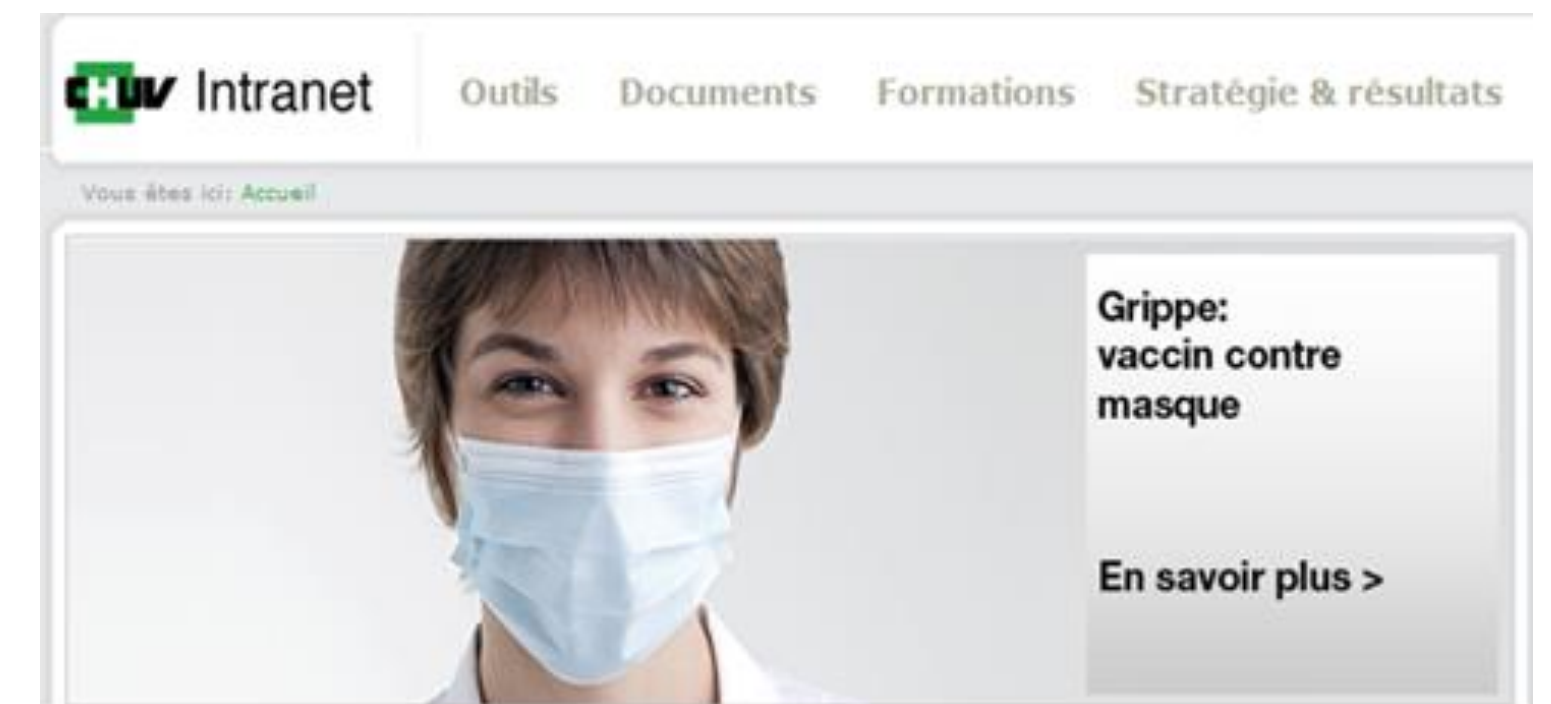 CHUV Intranet Outils Documents Formations Stratégie & résultats
Vous êtes ici: Accueil
Grippe:
vaccin contre
masque
En savoir plus >